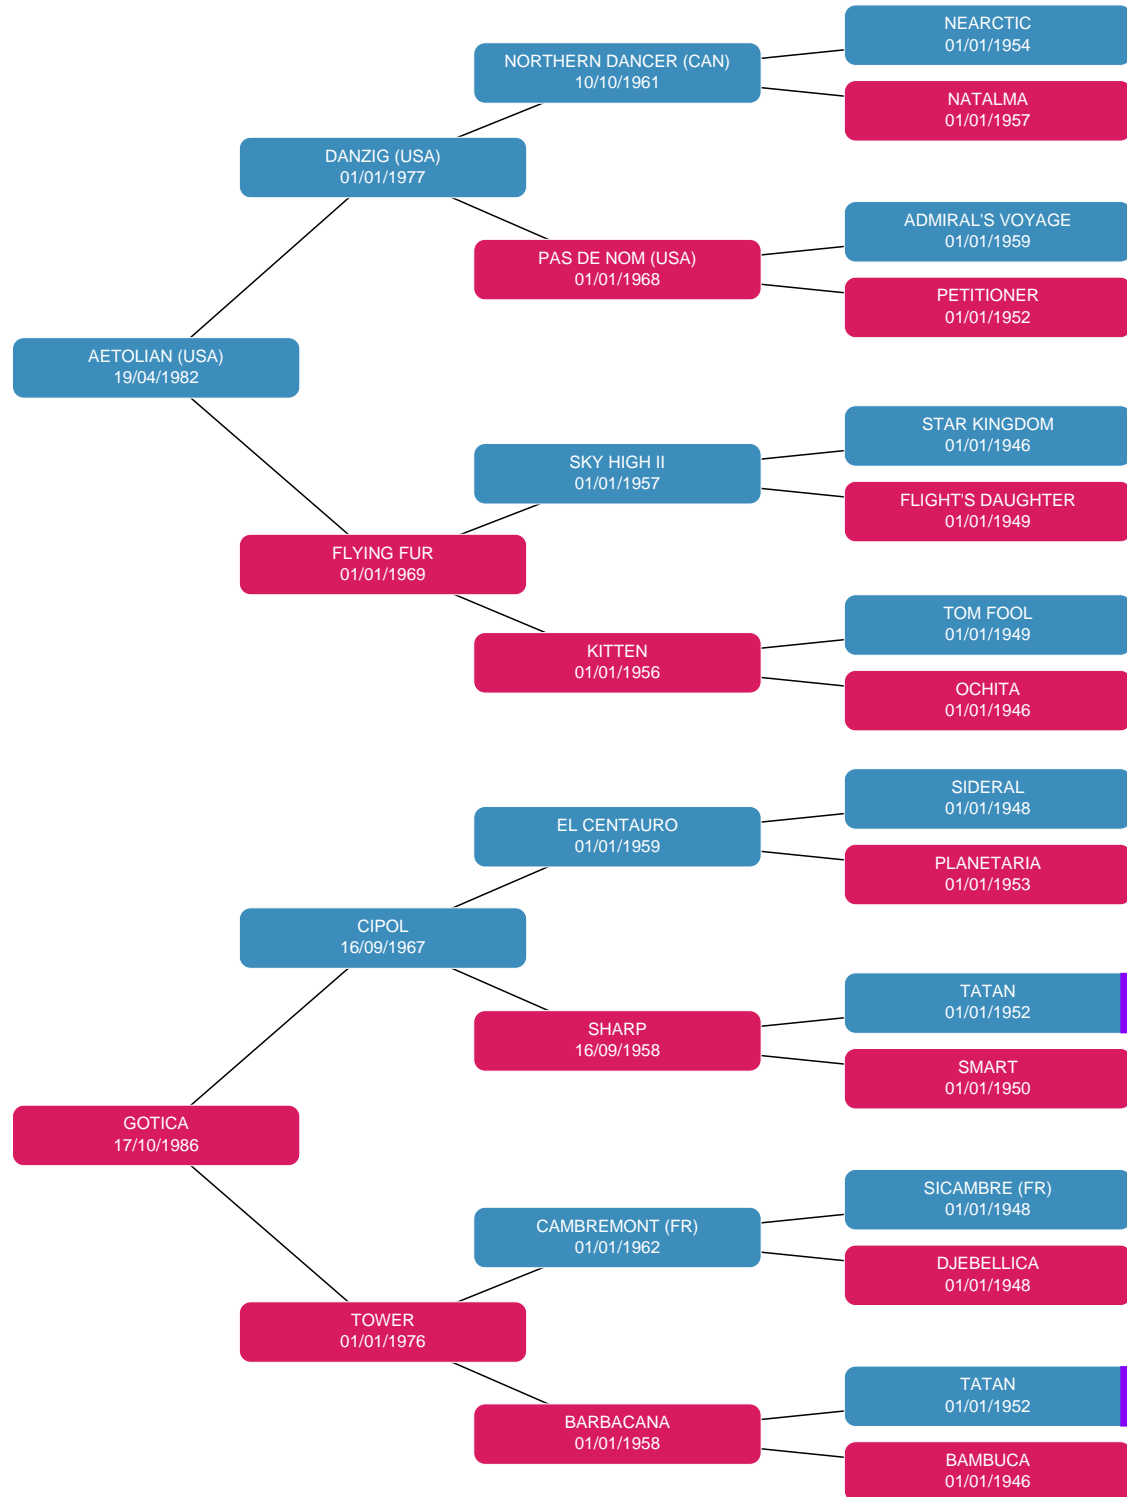 NEARCTIC
01/01/1954
NORTHERN DANCER (CAN)
10/10/1961
NATALMA
01/01/1957
DANZIG (USA)
01/01/1977
ADMIRAL'S VOYAGE
01/01/1959
PAS DE NOM (USA)
01/01/1968
PETITIONER
01/01/1952
AETOLIAN (USA)
19/04/1982
STAR KINGDOM
01/01/1946
SKY HIGH II
01/01/1957
FLIGHT'S DAUGHTER
01/01/1949
FLYING FUR
01/01/1969
TOM FOOL
01/01/1949
KITTEN
01/01/1956
OCHITA
01/01/1946
SIDERAL
01/01/1948
EL CENTAURO
01/01/1959
PLANETARIA
01/01/1953
CIPOL
16/09/1967
TATAN
01/01/1952
SHARP
16/09/1958
SMART
01/01/1950
GOTICA
17/10/1986
SICAMBRE (FR)
01/01/1948
CAMBREMONT (FR)
01/01/1962
DJEBELLICA
01/01/1948
TOWER
01/01/1976
TATAN
01/01/1952
BARBACANA
01/01/1958
BAMBUCA
01/01/1946